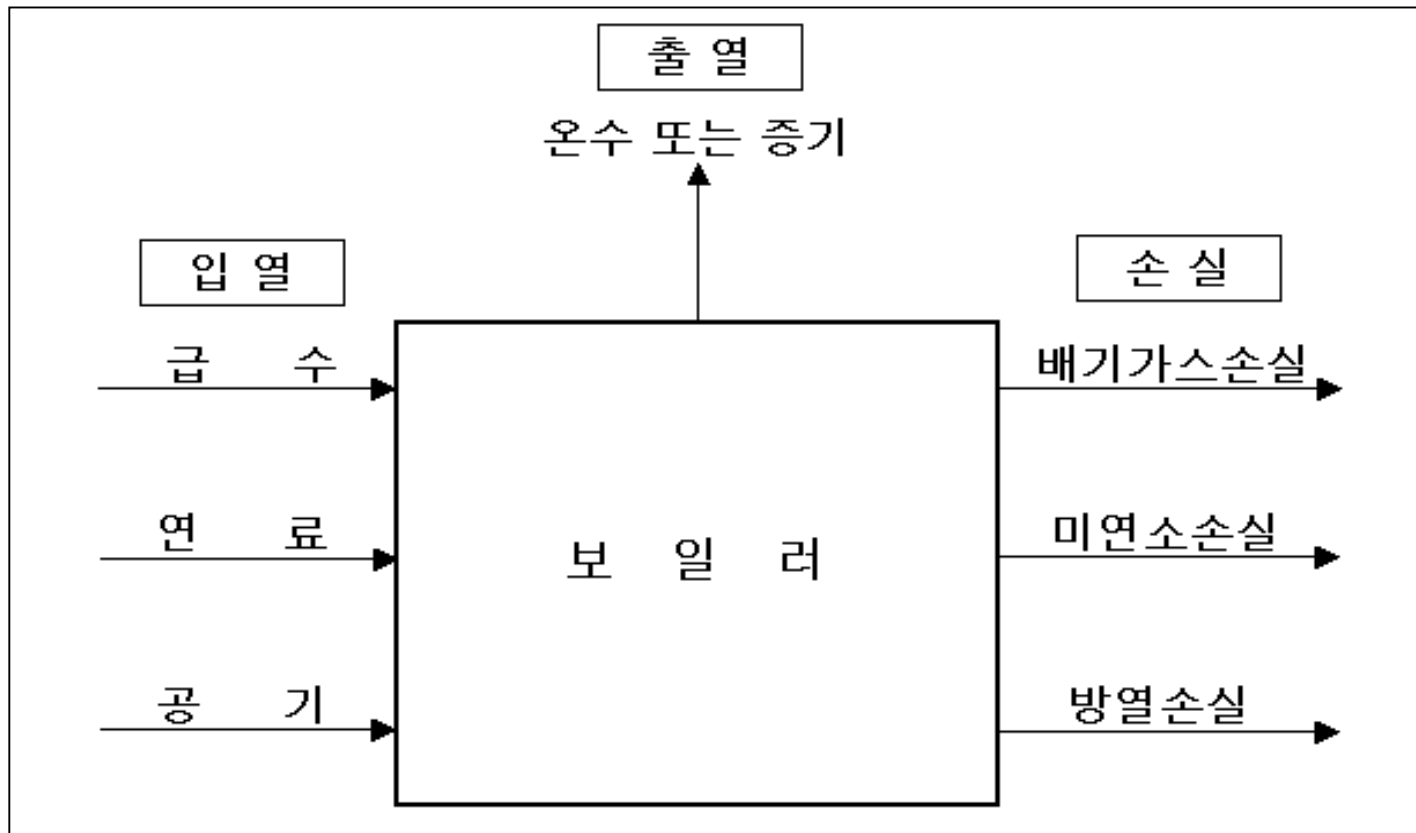 출 열
온수 또는 증기
입 열
손 실
급 수
배기가스손실
연 료
보 일 러
미연소손실
공 기
방열손실